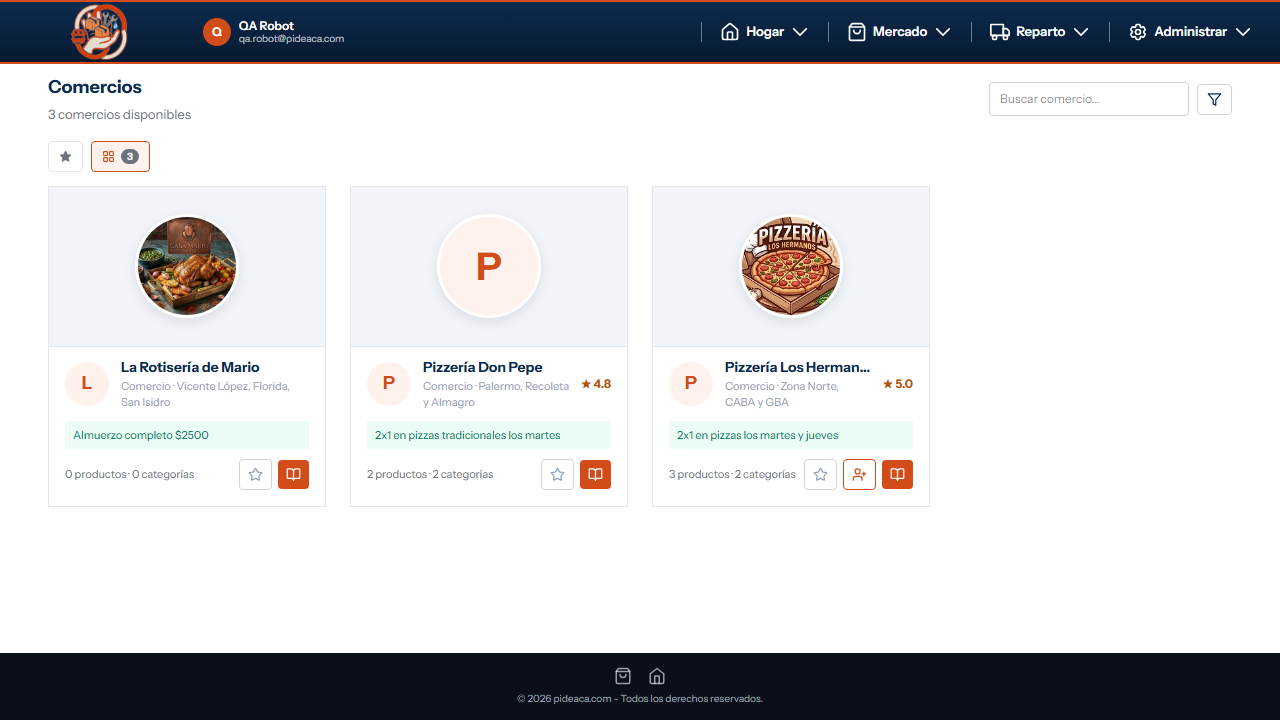 Q
QA Robot
qa.robot@pideaca.com
Hogar
Mercado
Reparto
Administrar
Comercios
3 comercios disponibles
Buscar comercio...
3
CASA MARIO
P
PIZZERÍA
LOS HERMANOS
L
La Rotisería de Mario
Comercio · Vicente López, Florida,
San Isidro
Almuerzo completo $2500
0 productos · 0 categorías
P
Pizzería Don Pepe
Comercio · Palermo, Recoleta
y Almagro
★ 4.8
2x1 en pizzas tradicionales los martes
2 productos · 2 categorías
P
Pizzería Los Herman...
Comercio · Zona Norte,
CABA y GBA
★ 5.0
2x1 en pizzas los martes y jueves
3 productos · 2 categorías
© 2026 pideaca.com - Todos los derechos reservados.